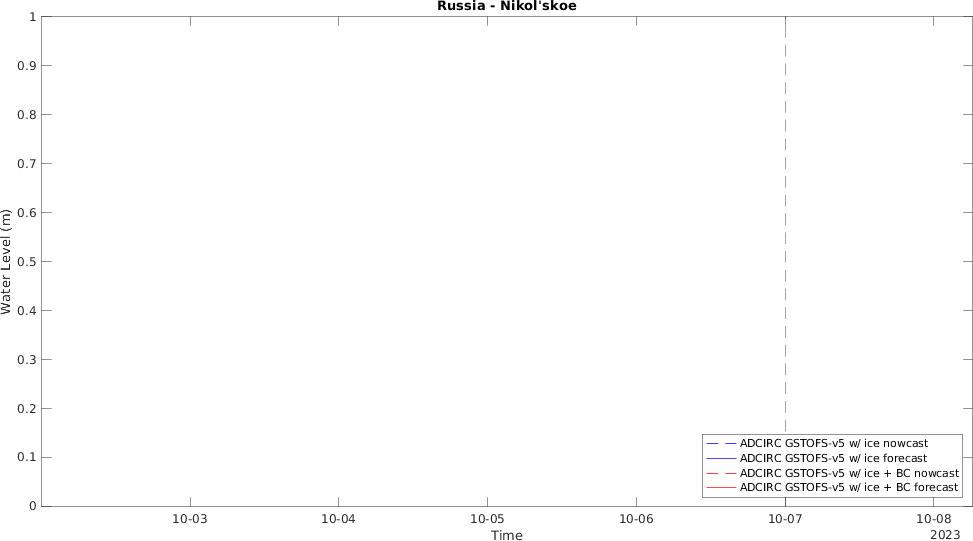 Russia - Nikol'skoe
1
0.9
0.8
0.7
0.6
0.5
0.4
0.3
0.2
0.1
0
Water Level (m)
ADCIRC GSTOFS-v5 w/ ice nowcast
ADCIRC GSTOFS-v5 w/ ice forecast
ADCIRC GSTOFS-v5 w/ ice + BC nowcast
ADCIRC GSTOFS-v5 w/ ice + BC forecast
10-03 10-04 10-05 10-06 10-07 10-08
Time
2023